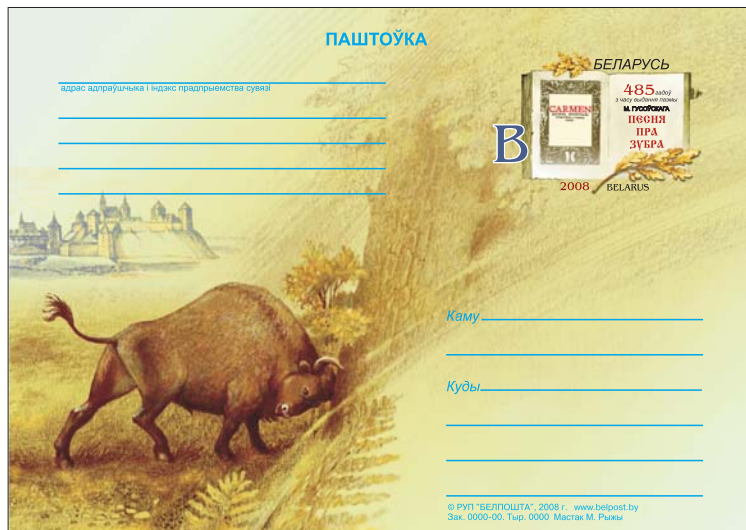 ПАШТОЎКА
адрас адпраўшчыка і індэкс прадпрыемства сувязі
БЕЛАРУСЬ
485 гадоў
з часу выдання паэмы
М. ГУСОЎСКАГА
ПЕСНЯ
ПРА
ЗУБРА
CARMEN
B
2008 BELARUS
Каму
Куды
© РУП "БЕЛПОШТА", 2008 г. www.belpost.by
Зак. 0000-00. Тыр. 0000 Мастак М. Рыжы